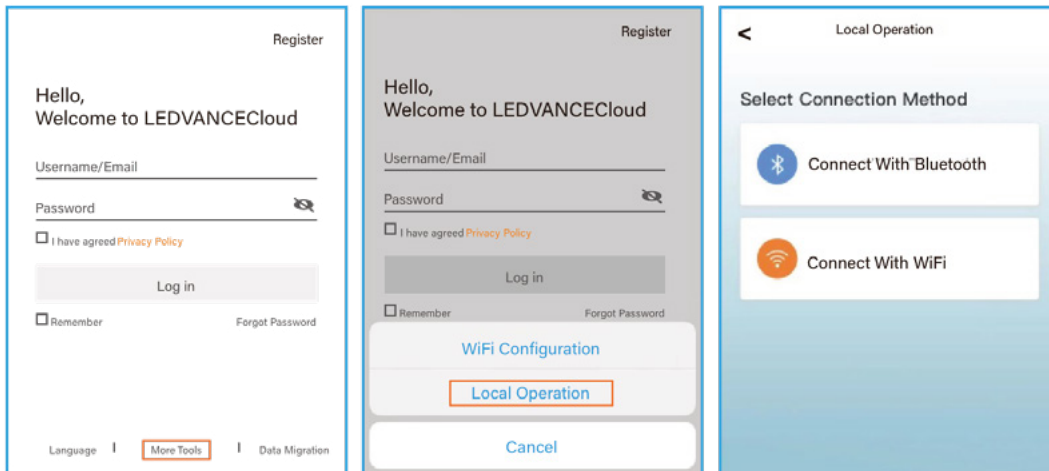 Register
Hello,
Welcome to LEDVANCECloud
Username/Email
Password
I have agreed Privacy Policy
Log in
Remember Forgot Password
Language | More Tools | Data Migration
Register
Hello,
Welcome to LEDVANCECloud
Username/Email
Password
I have agreed Privacy Policy
Log in
Remember Forgot Password
WiFi Configuration
Local Operation
Cancel
< Local Operation
Select Connection Method
Connect With Bluetooth
Connect With WiFi